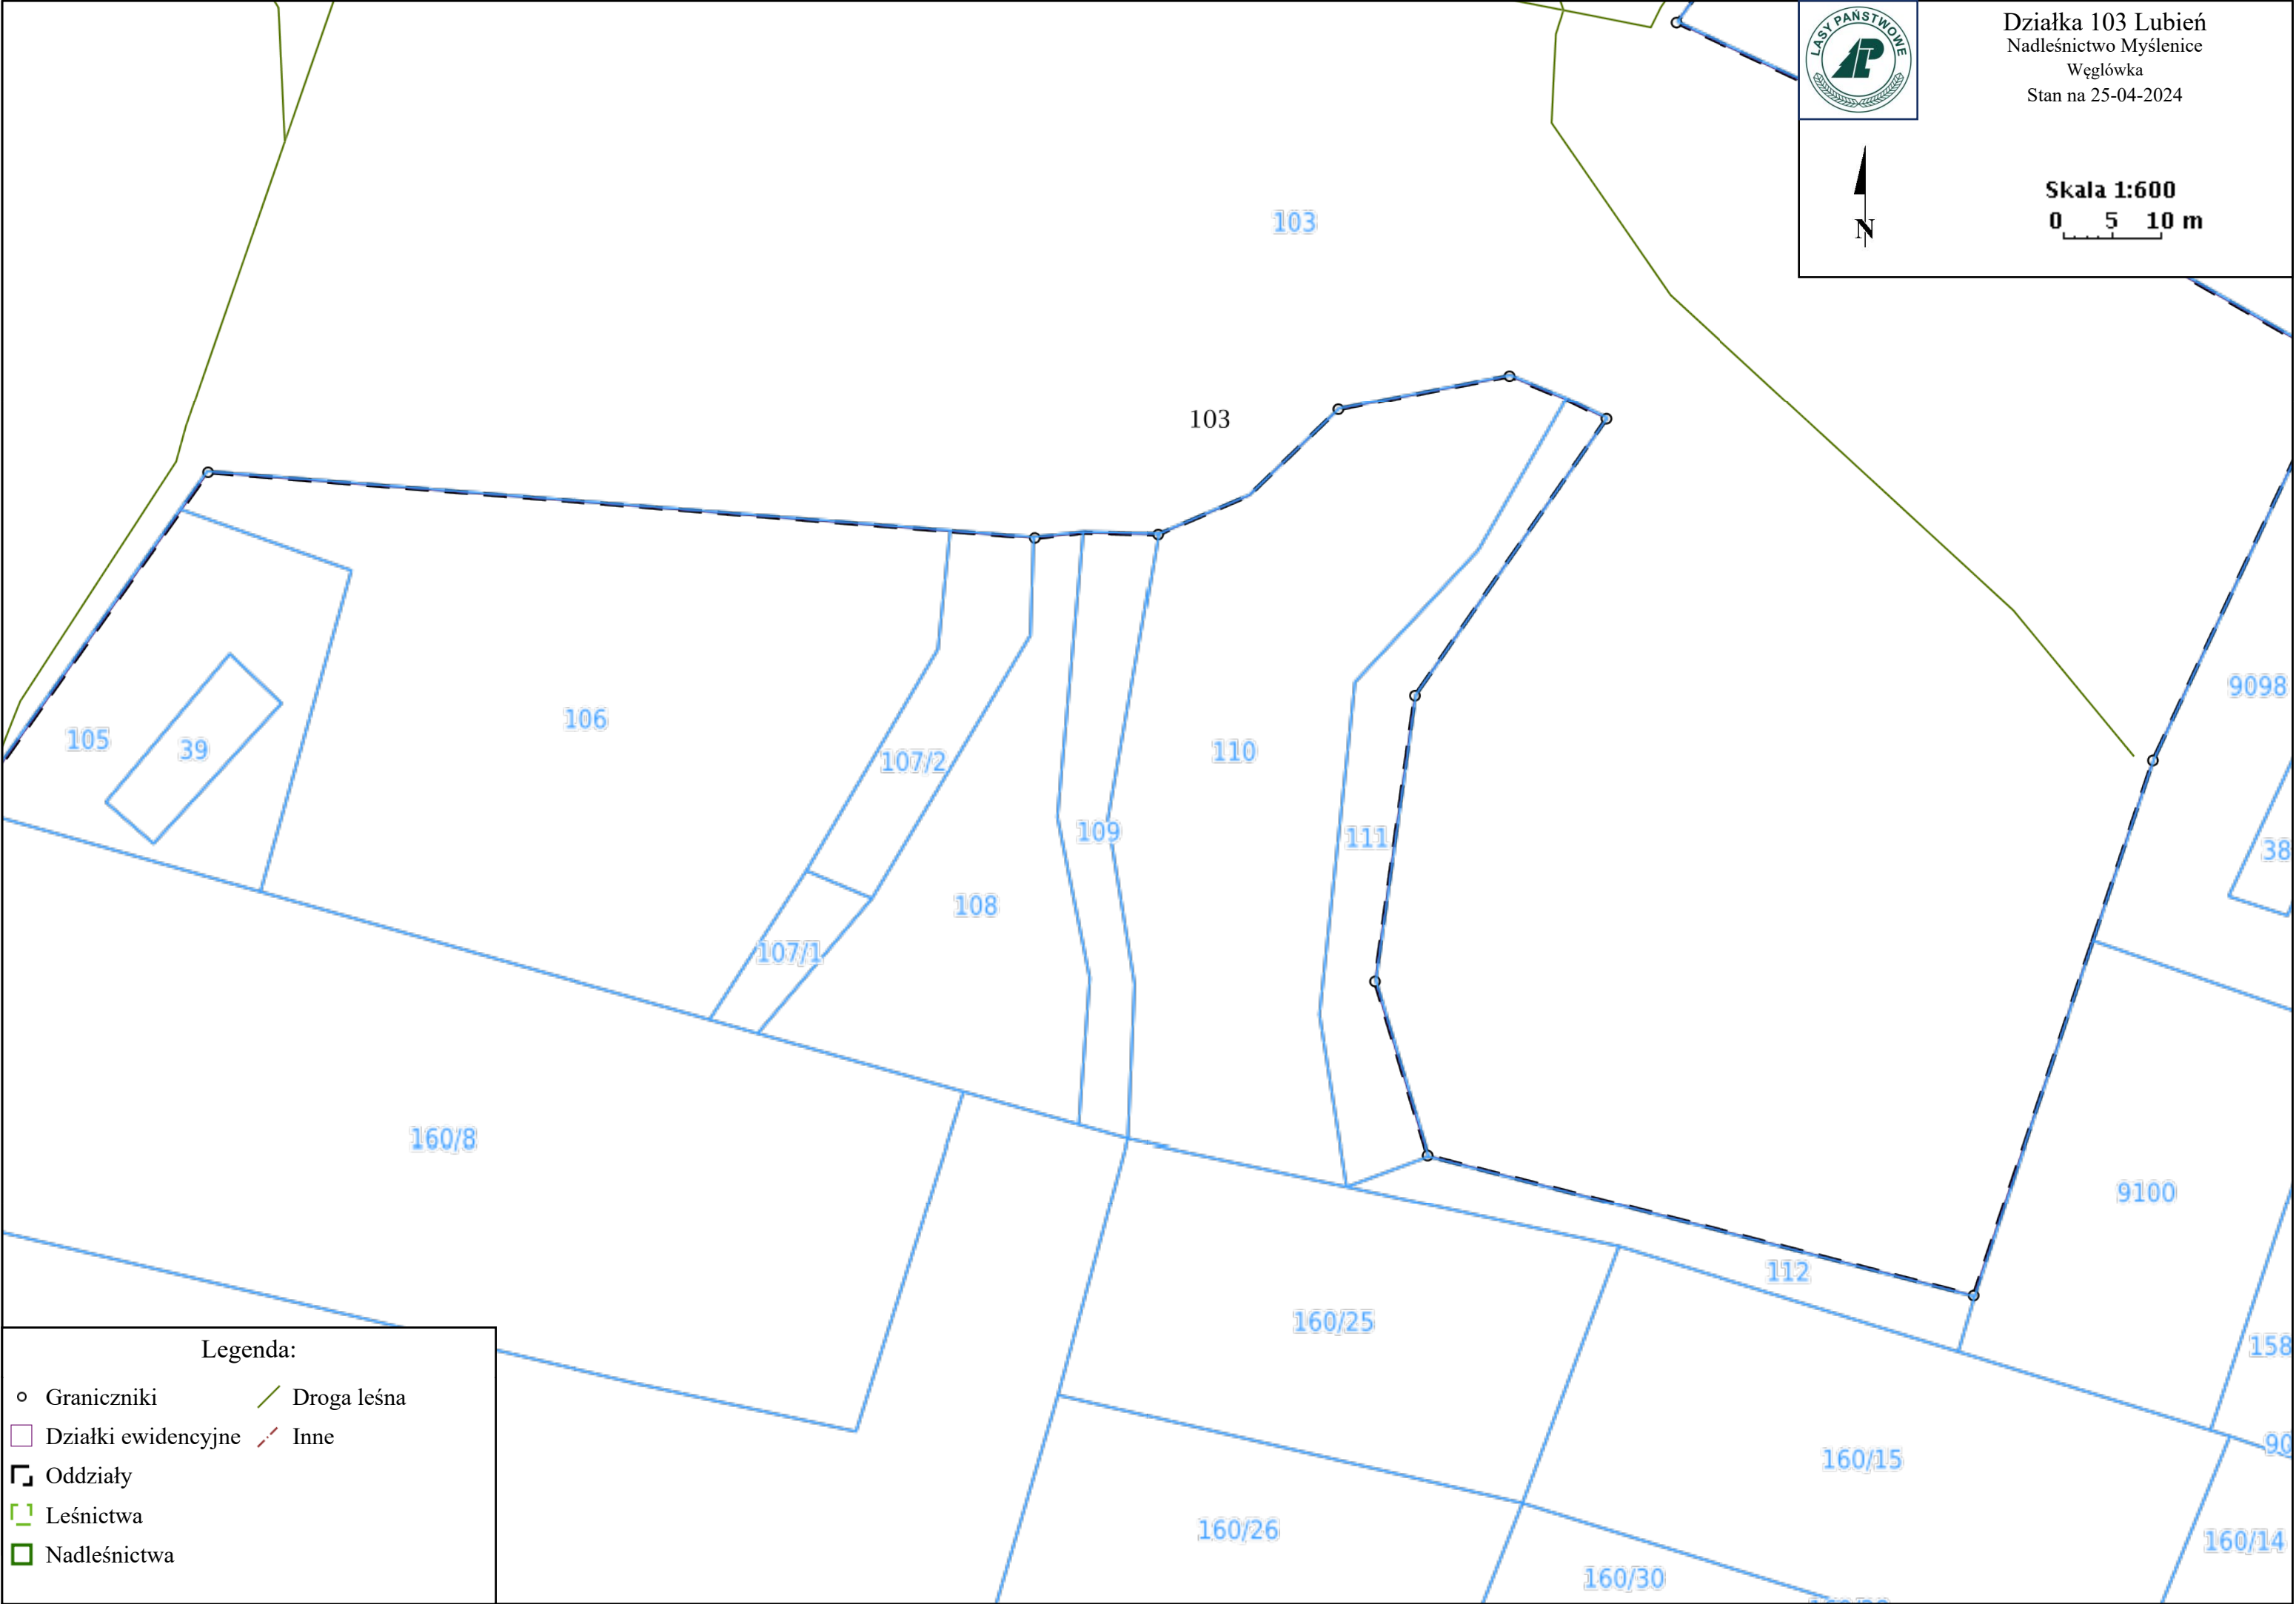 LASY PAŃSTWOWE
Działka 103 Lubień
Nadleśnictwo Myślenice
Węglówka
Stan na 25-04-2024
N
Skala 1:600
0 5 10 m
103
103
9098
105
39
106
107/2
110
109
111
38
108
107/1
160/8
9100
112
160/25
158
90
160/15
160/26
160/14
160/30
Legenda:
Graniczniki
Droga leśna
Działki ewidencyjne
Inne
Oddziały
Leśnictwa
Nadleśnictwa